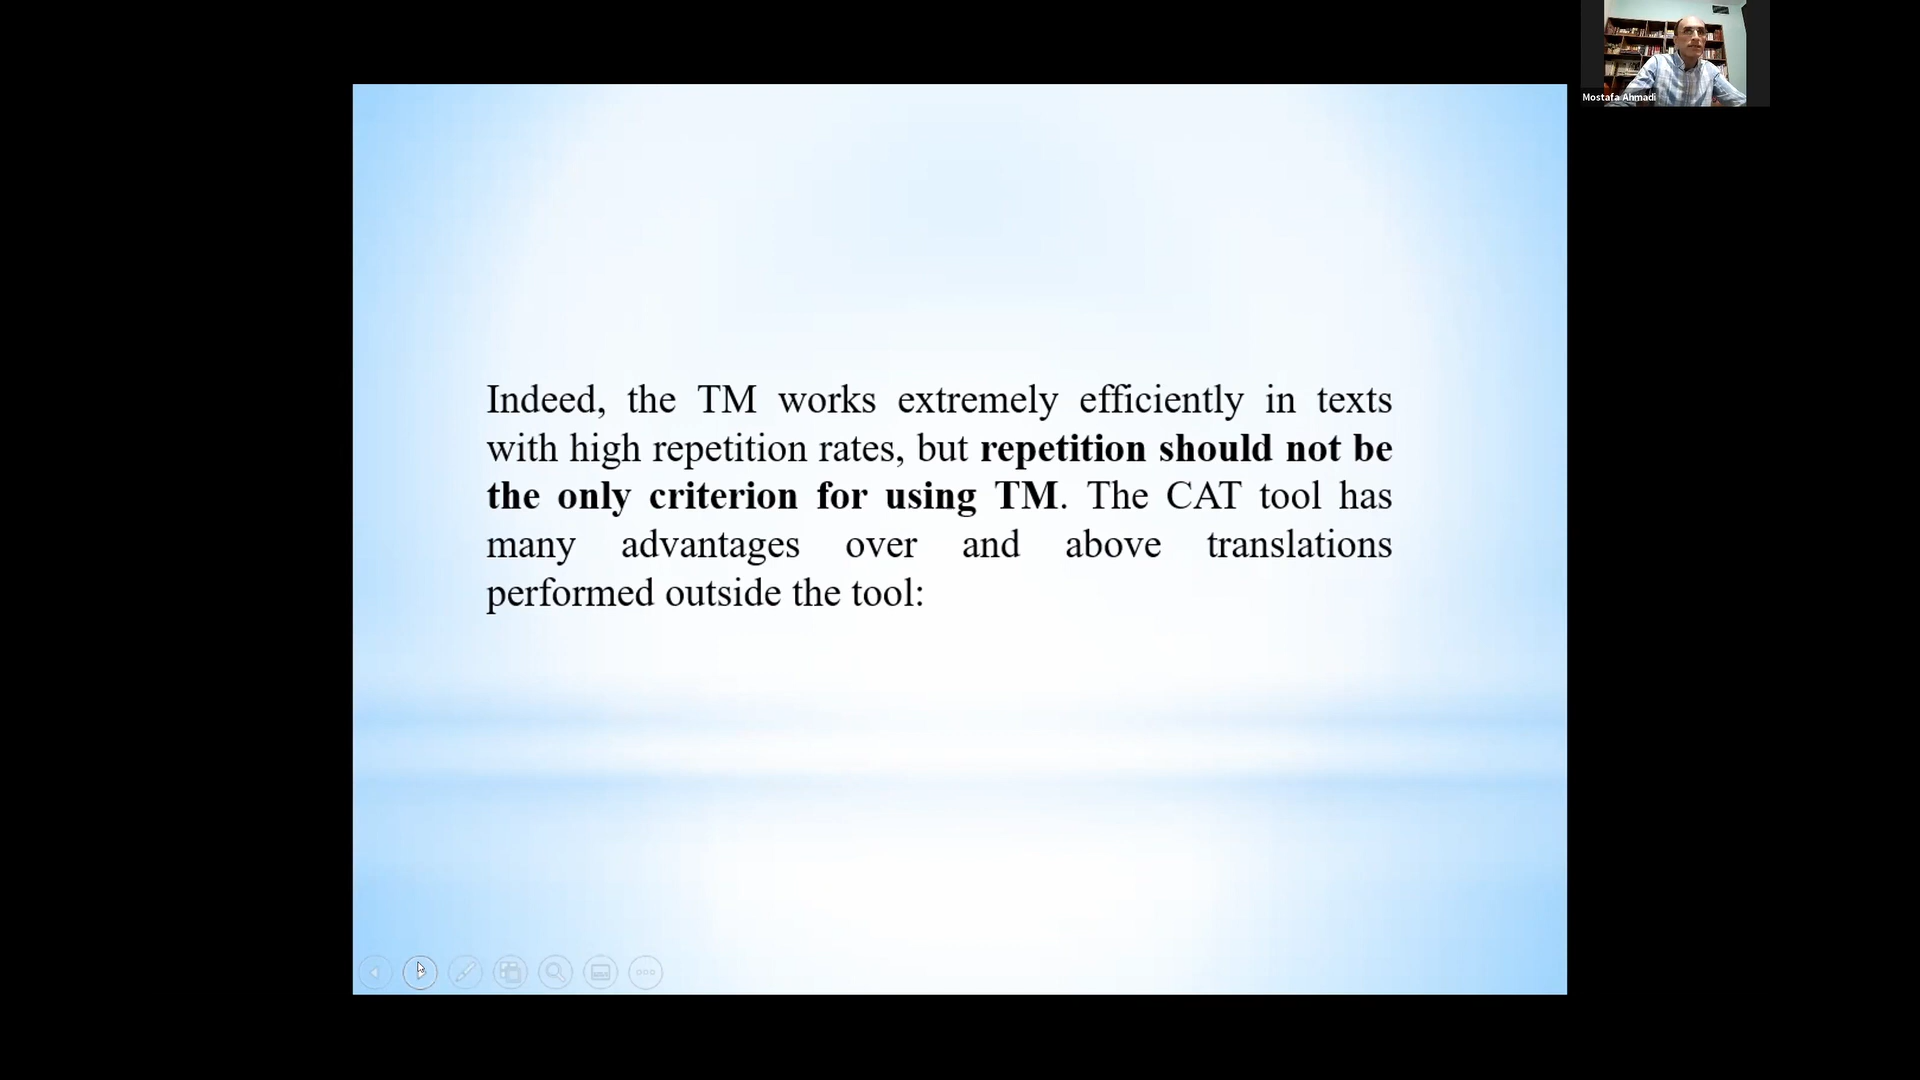 Mostafa Ahmadi
Indeed, the TM works extremely efficiently in texts
with high repetition rates, but repetition should not be
the only criterion for using TM. The CAT tool has
many advantages over and above translations
performed outside the tool: